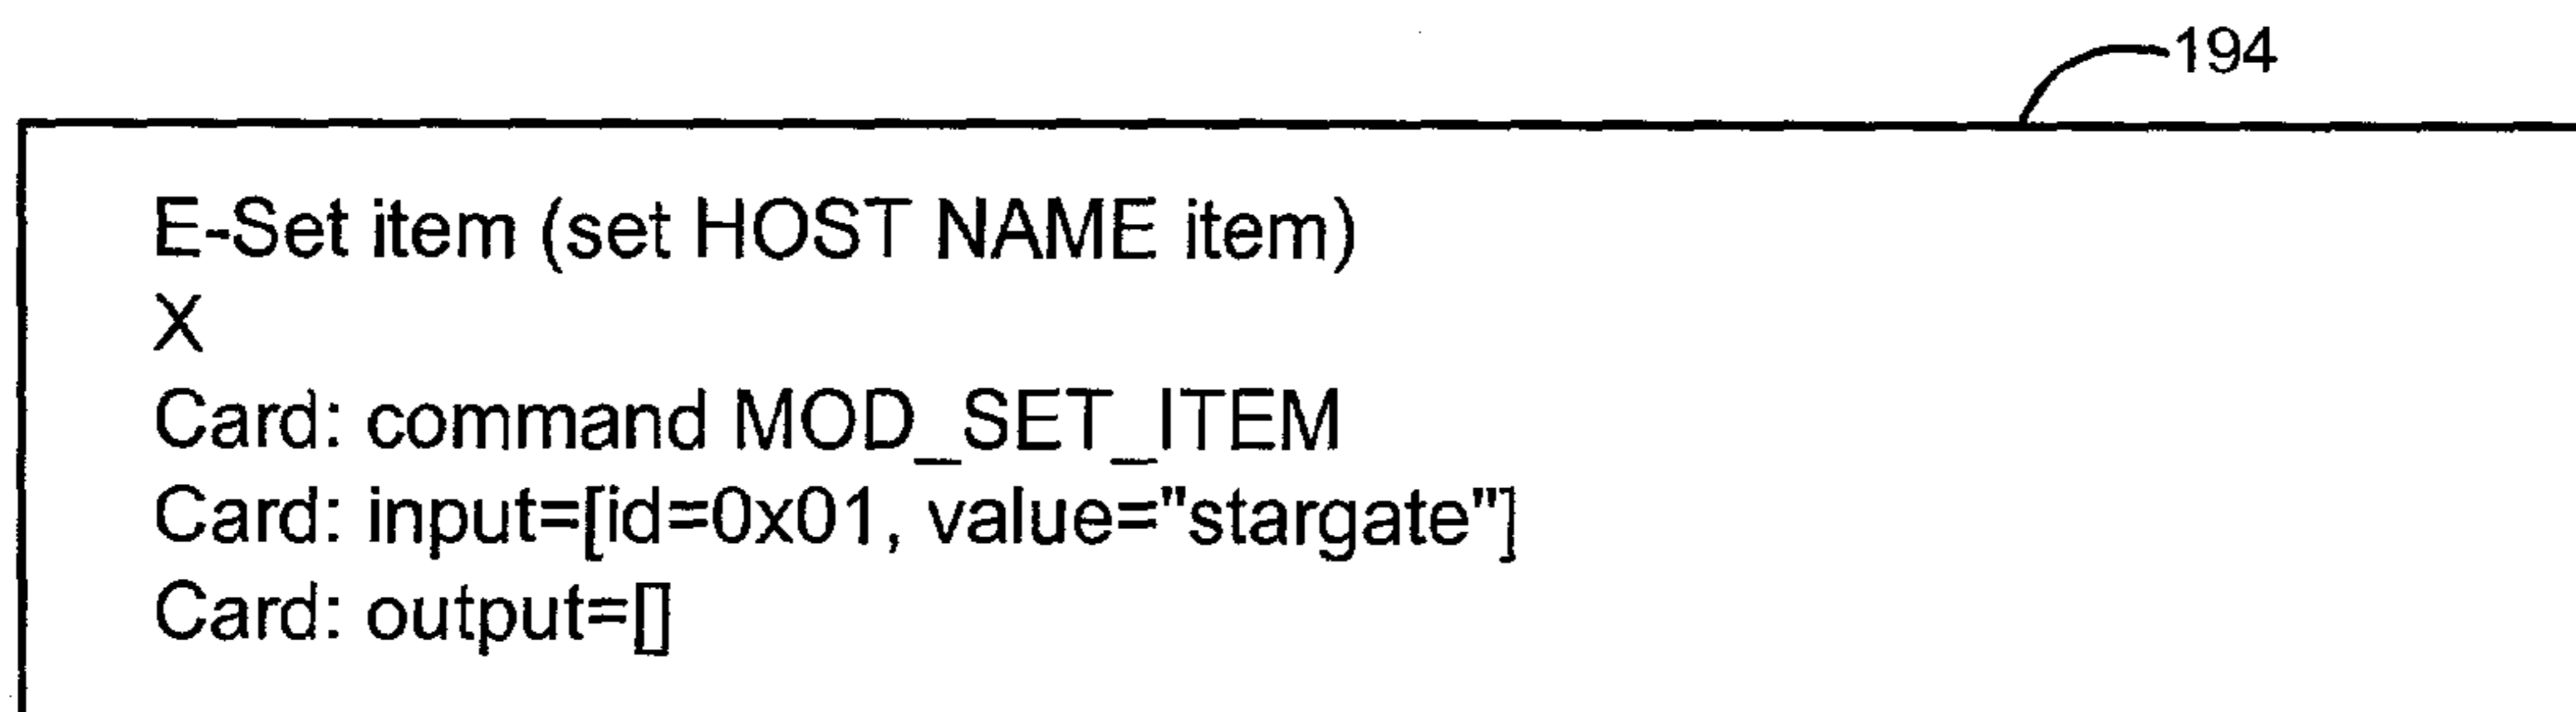 194
E-Set item (set HOST NAME item)
X
Card: command MOD_SET_ITEM
Card: input=[id=0x01, value="stargate"]
Card: output=[]